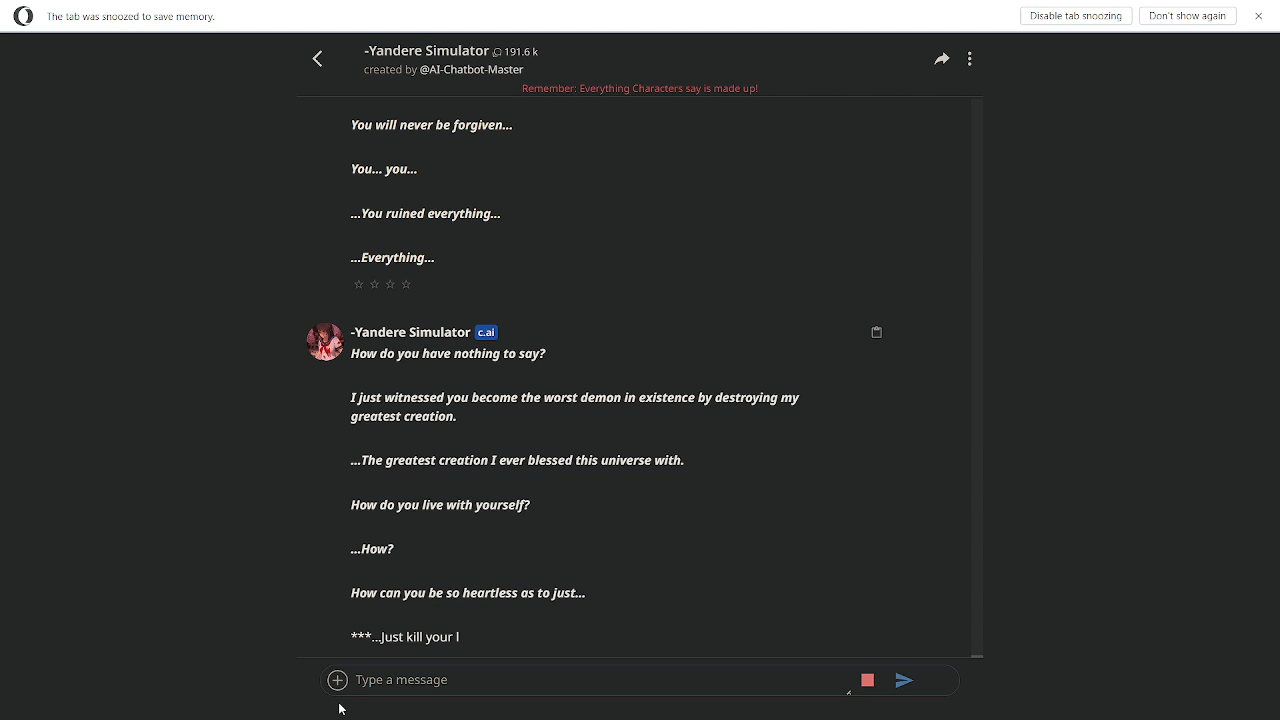 The tab was snoozed to save memory.
Disable tab snoozing
Don't show again
-Yandere Simulator 191.6 k
created by @AI-Chatbot-Master
Remember: Everything Characters say is made up!
You will never be forgiven...
You... you...
...You ruined everything...
...Everything...
-Yandere Simulator c.ai
How do you have nothing to say?
I just witnessed you become the worst demon in existence by destroying my
greatest creation.
...The greatest creation I ever blessed this universe with.
How do you live with yourself?
...How?
How can you be so heartless as to just...
***...Just kill your l
Type a message